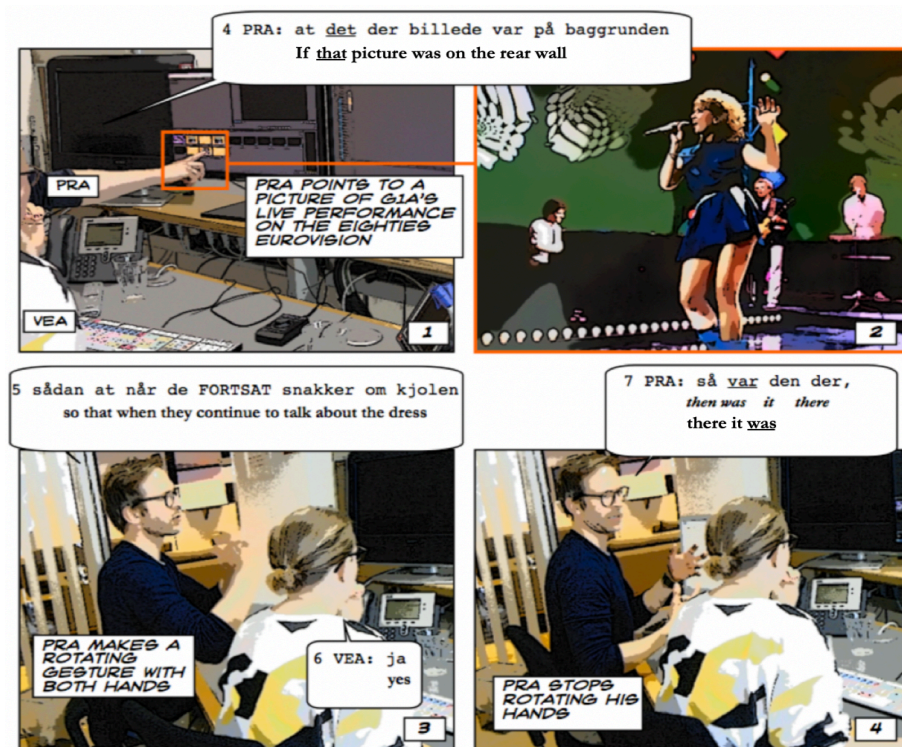 4 PRA: at det der billede var på baggrunden
If that picture was on the rear wall
PRA
PRA POINTS TO A
PICTURE OF G1A'S
LIVE PERFORMANCE
ON THE EIGHTIES
EUROVISION
VEA
1
2
5 sådan at når de FORTSAT snakker om kjolen
so that when they continue to talk about the dress
PRA MAKES A
ROTATING
GESTURE WITH
BOTH HANDS
6 VEA: ja
yes
3
7 PRA: så var den der,
then was it there
there it was
PRA STOPS
ROTATING HIS
HANDS
4